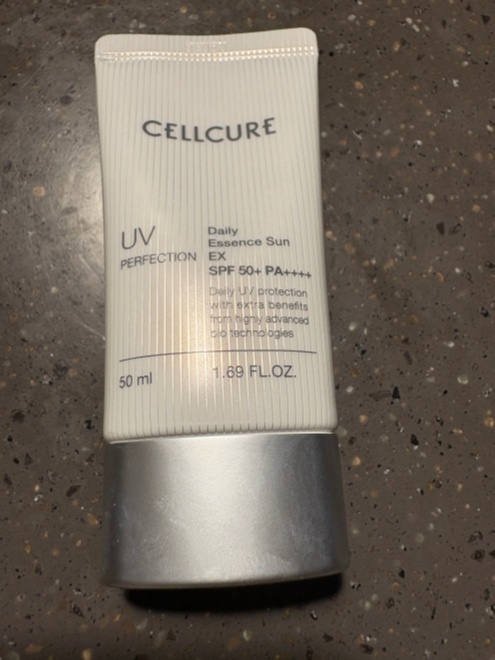 CELLCURE
UV
PERFECTION
Daily
Essence Sun
EX
SPF 50+ PA++++
Daily UV protection
with extra benefits
from highly advanced
bio technologies
50 ml
1.69 FL.OZ.